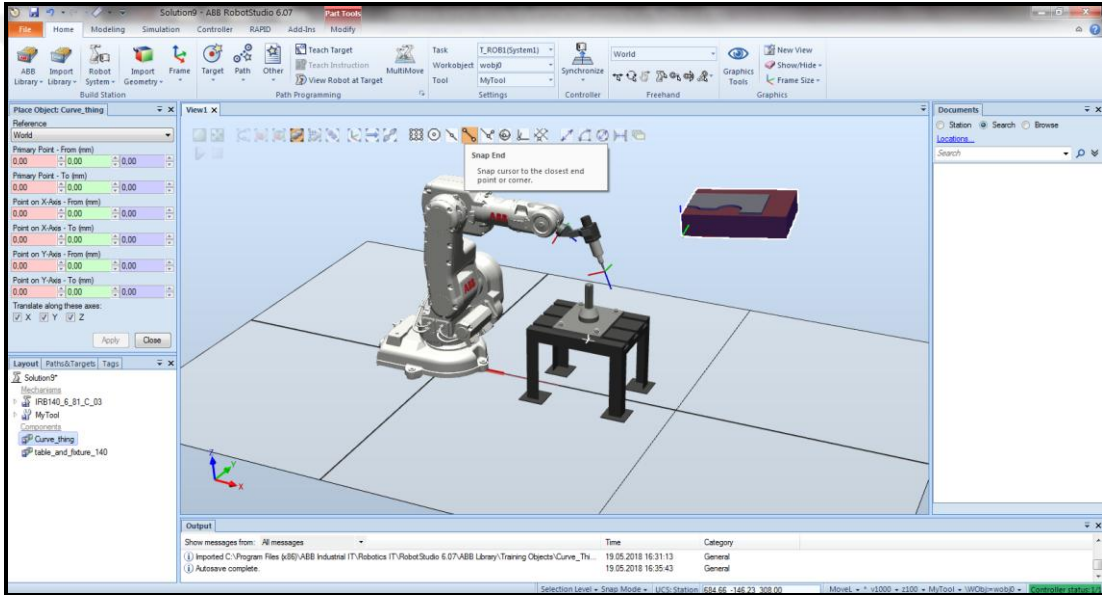 Solution9 - ABB RobotStudio 6.07
Part Tools
File Home Modeling Simulation Controller RAPID Add-Ins Modify
ABB Library
Import Library
Robot System
Import Geometry
Frame
Build Station
Target
Path
Other
Teach Target
Teach Instruction
View Robot at Target
MultiMove
Path Programming
Task T_ROB1(System1)
Workobject wobj0
Tool MyTool
Settings
Synchronize
Controller
World
Freehand
Graphics Tools
New View
Show/Hide
Frame Size
Graphics
Place Object: Curve_thing
Reference
World
Primary Point - From (mm)
0,00 0,00 0,00
Primary Point - To (mm)
0,00 0,00 0,00
Point on X-Axis - From (mm)
0,00 0,00 0,00
Point on X-Axis - To (mm)
0,00 0,00 0,00
Point on Y-Axis - From (mm)
0,00 0,00 0,00
Point on Y-Axis - To (mm)
0,00 0,00 0,00
Translate along these axes:
X Y Z
Apply Close
Layout Paths&Targets Tags
Solution9*
Mechanisms
IRB140_6_81_C_03
MyTool
Components
Curve_thing
table_and_fixture_140
View1
Snap End
Snap cursor to the closest end
point or corner.
ABB
ABB
Z
Y
X
Documents
Station Search Browse
Locations...
Search
Output
Show messages from: All messages Time Category
Imported C:\Program Files (x86)\ABB Industrial IT\Robotics IT\RobotStudio 6.07\ABB Library\Training Objects\Curve_Thi... 19.05.2018 16:31:13 General
Autosave complete. 19.05.2018 16:35:43 General
Selection Level Snap Mode UCS: Station 684.66 -146.23 308.00 MoveL * v1000 z100 MyTool \WObj:=wobj0 Controller status: 1/1